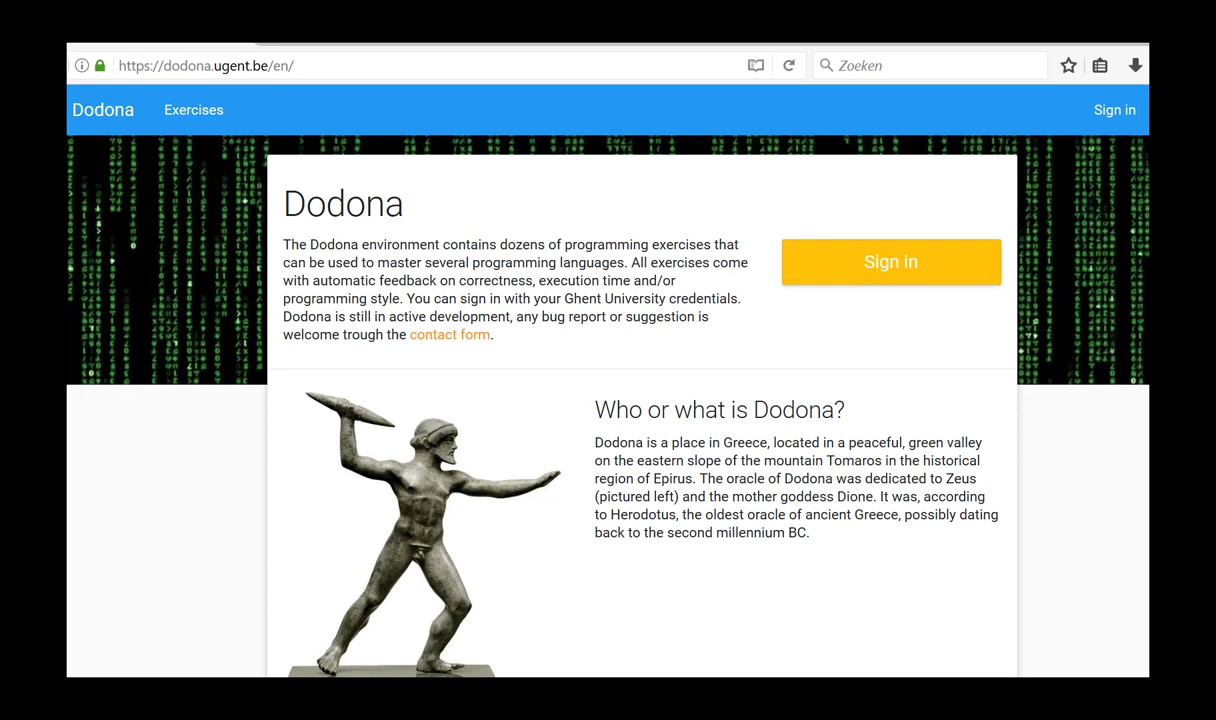 https://dodona.ugent.be/en/
Zoeken
Dodona
Exercises
Sign in
Dodona
The Dodona environment contains dozens of programming exercises that
can be used to master several programming languages. All exercises come
with automatic feedback on correctness, execution time and/or
programming style. You can sign in with your Ghent University credentials.
Dodona is still in active development, any bug report or suggestion is
welcome trough the contact form.
Sign in
Who or what is Dodona?
Dodona is a place in Greece, located in a peaceful, green valley
on the eastern slope of the mountain Tomaros in the historical
region of Epirus. The oracle of Dodona was dedicated to Zeus
(pictured left) and the mother goddess Dione. It was, according
to Herodotus, the oldest oracle of ancient Greece, possibly dating
back to the second millennium BC.